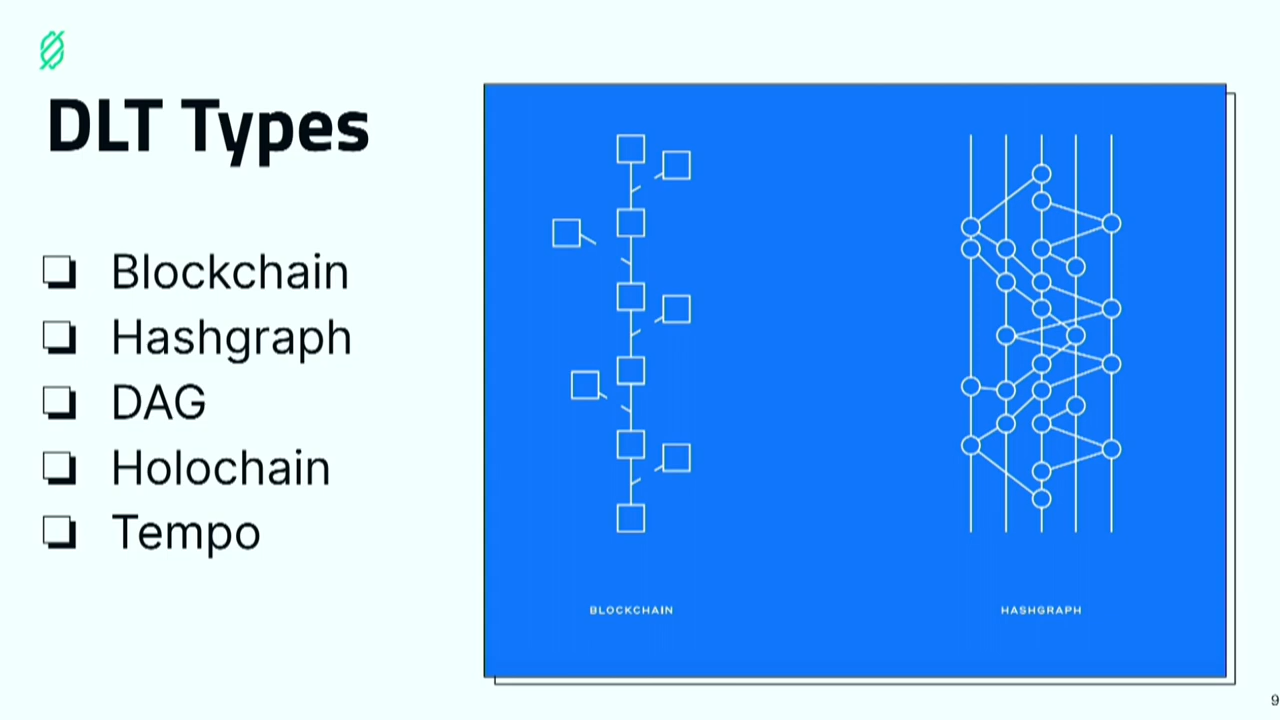 DLT Types
Blockchain
Hashgraph
DAG
Holochain
Tempo
BLOCKCHAIN
HASHGRAPH
9